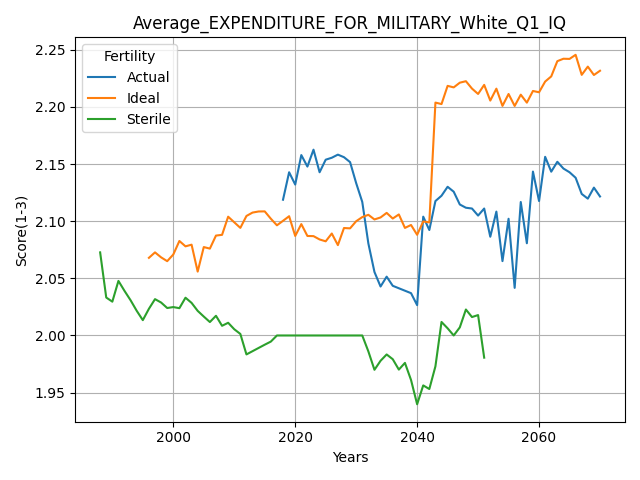 Average_EXPENDITURE_FOR_MILITARY_White_Q1_IQ
Fertility
Actual
Ideal
Sterile
Score(1-3)
2.25
2.20
2.15
2.10
2.05
2.00
1.95
2000
2020
2040
2060
Years